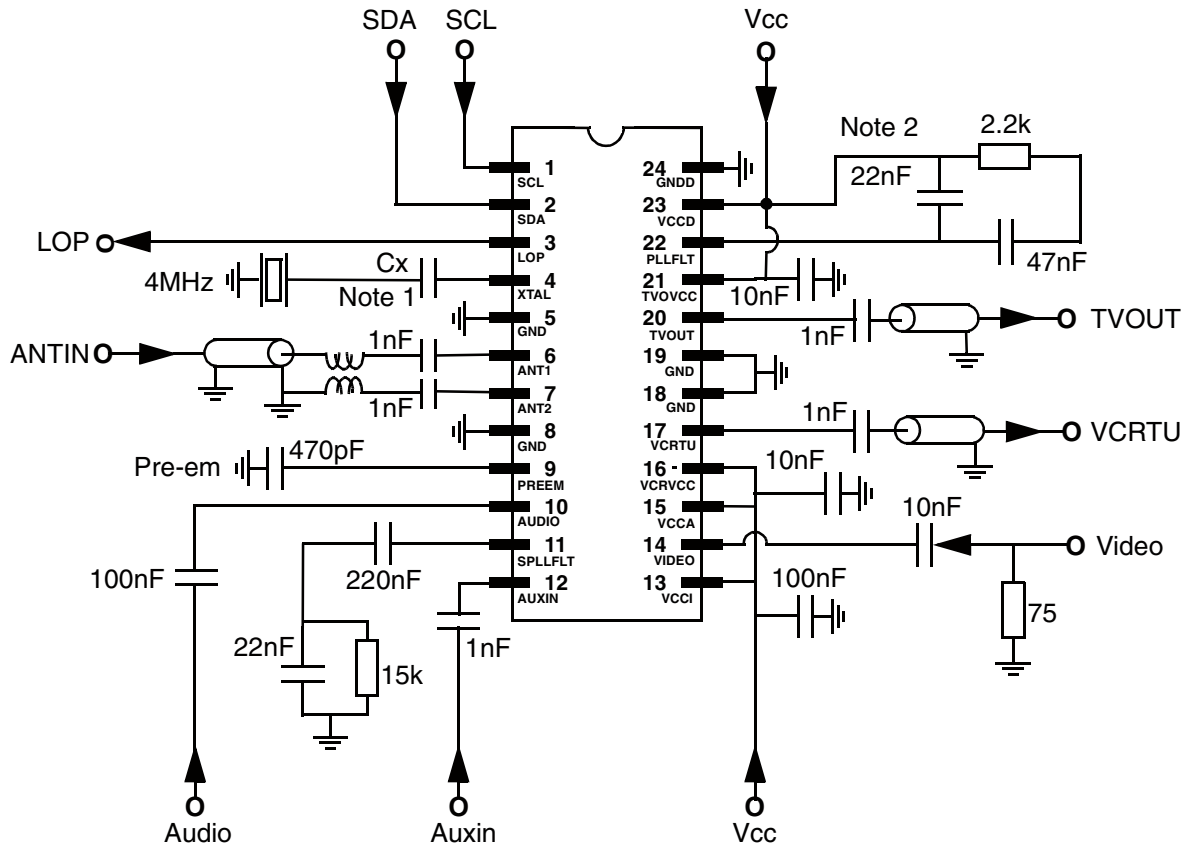 SDA
SCL
Vcc
Note 2
2.2k
22nF
47nF
1
SCL
24
GNDD
2
SDA
23
VCCD
LOP
3
LOP
22
PLLFLT
4MHz
Cx
Note 1
4
XTAL
21
TVOVCC
10nF
5
GND
20
TVOUT
1nF
TVOUT
ANTIN
1nF
6
ANT1
19
GND
1nF
7
ANT2
18
GND
8
GND
17
VCRTU
1nF
VCRTU
Pre-em
470pF
9
PREEM
16
VCRVCC
10nF
10
AUDIO
15
VCCA
10nF
11
SPLLFLT
14
VIDEO
Video
100nF
220nF
12
AUXIN
13
VCCI
100nF
75
22nF
15k
1nF
Audio
Auxin
Vcc